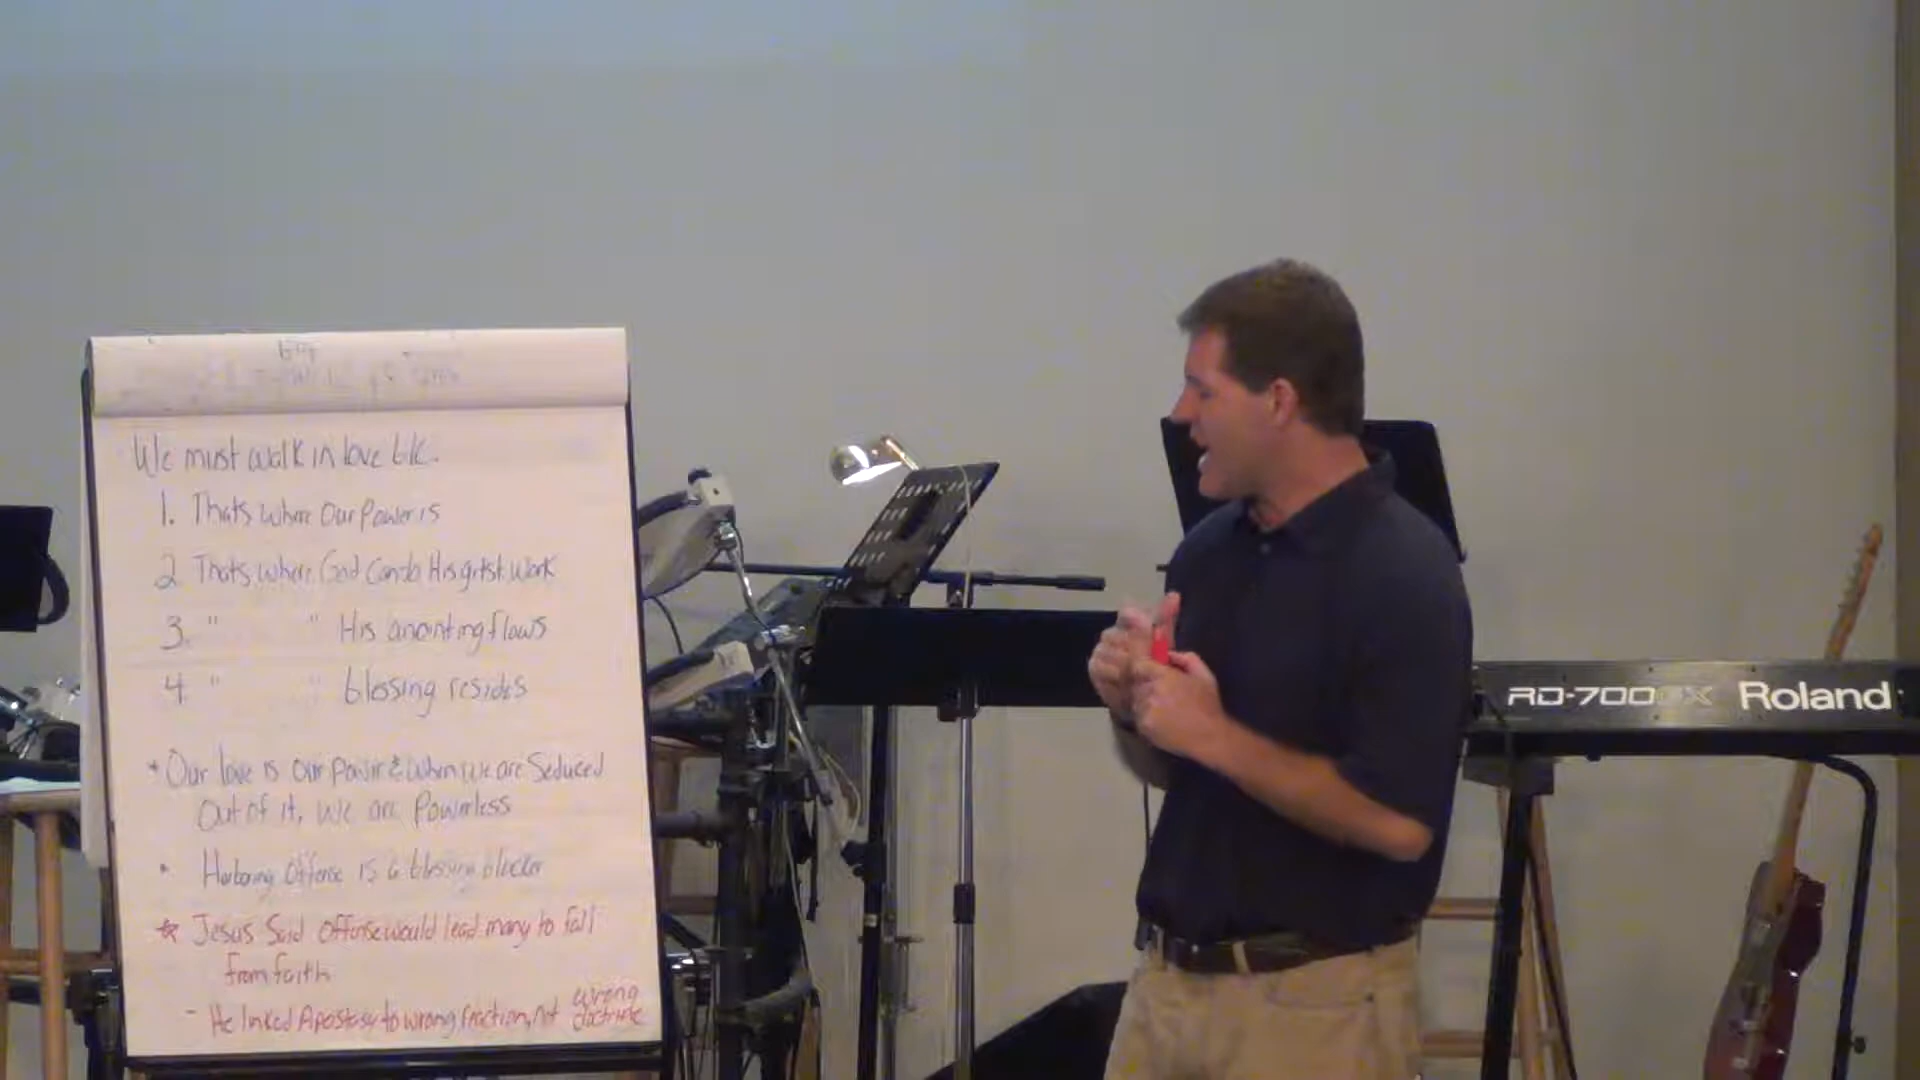 We must walk in love b/c.
1. Thats where Our Power is
2 Thats where God Can do His grtst. Work
3. " " His anointing flows
4. " " blessing resides
* Our love is our power & when we are Seduced
Out of it, we are Powerless
• Harboring Offense is a blessing blocker
* Jesus Said offense would lead many to fall
from faith
- He linked Apostasy to wrong reaction, not wrong
doctrine
RD-700GX Roland